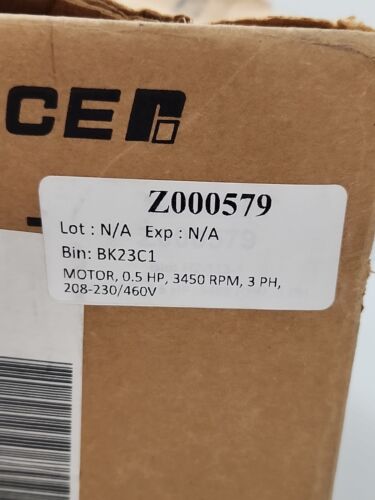 CE
Z000579
Lot : N/A Exp : N/A
Bin: BK23C1
MOTOR, 0.5 HP, 3450 RPM, 3 PH,
208-230/460V